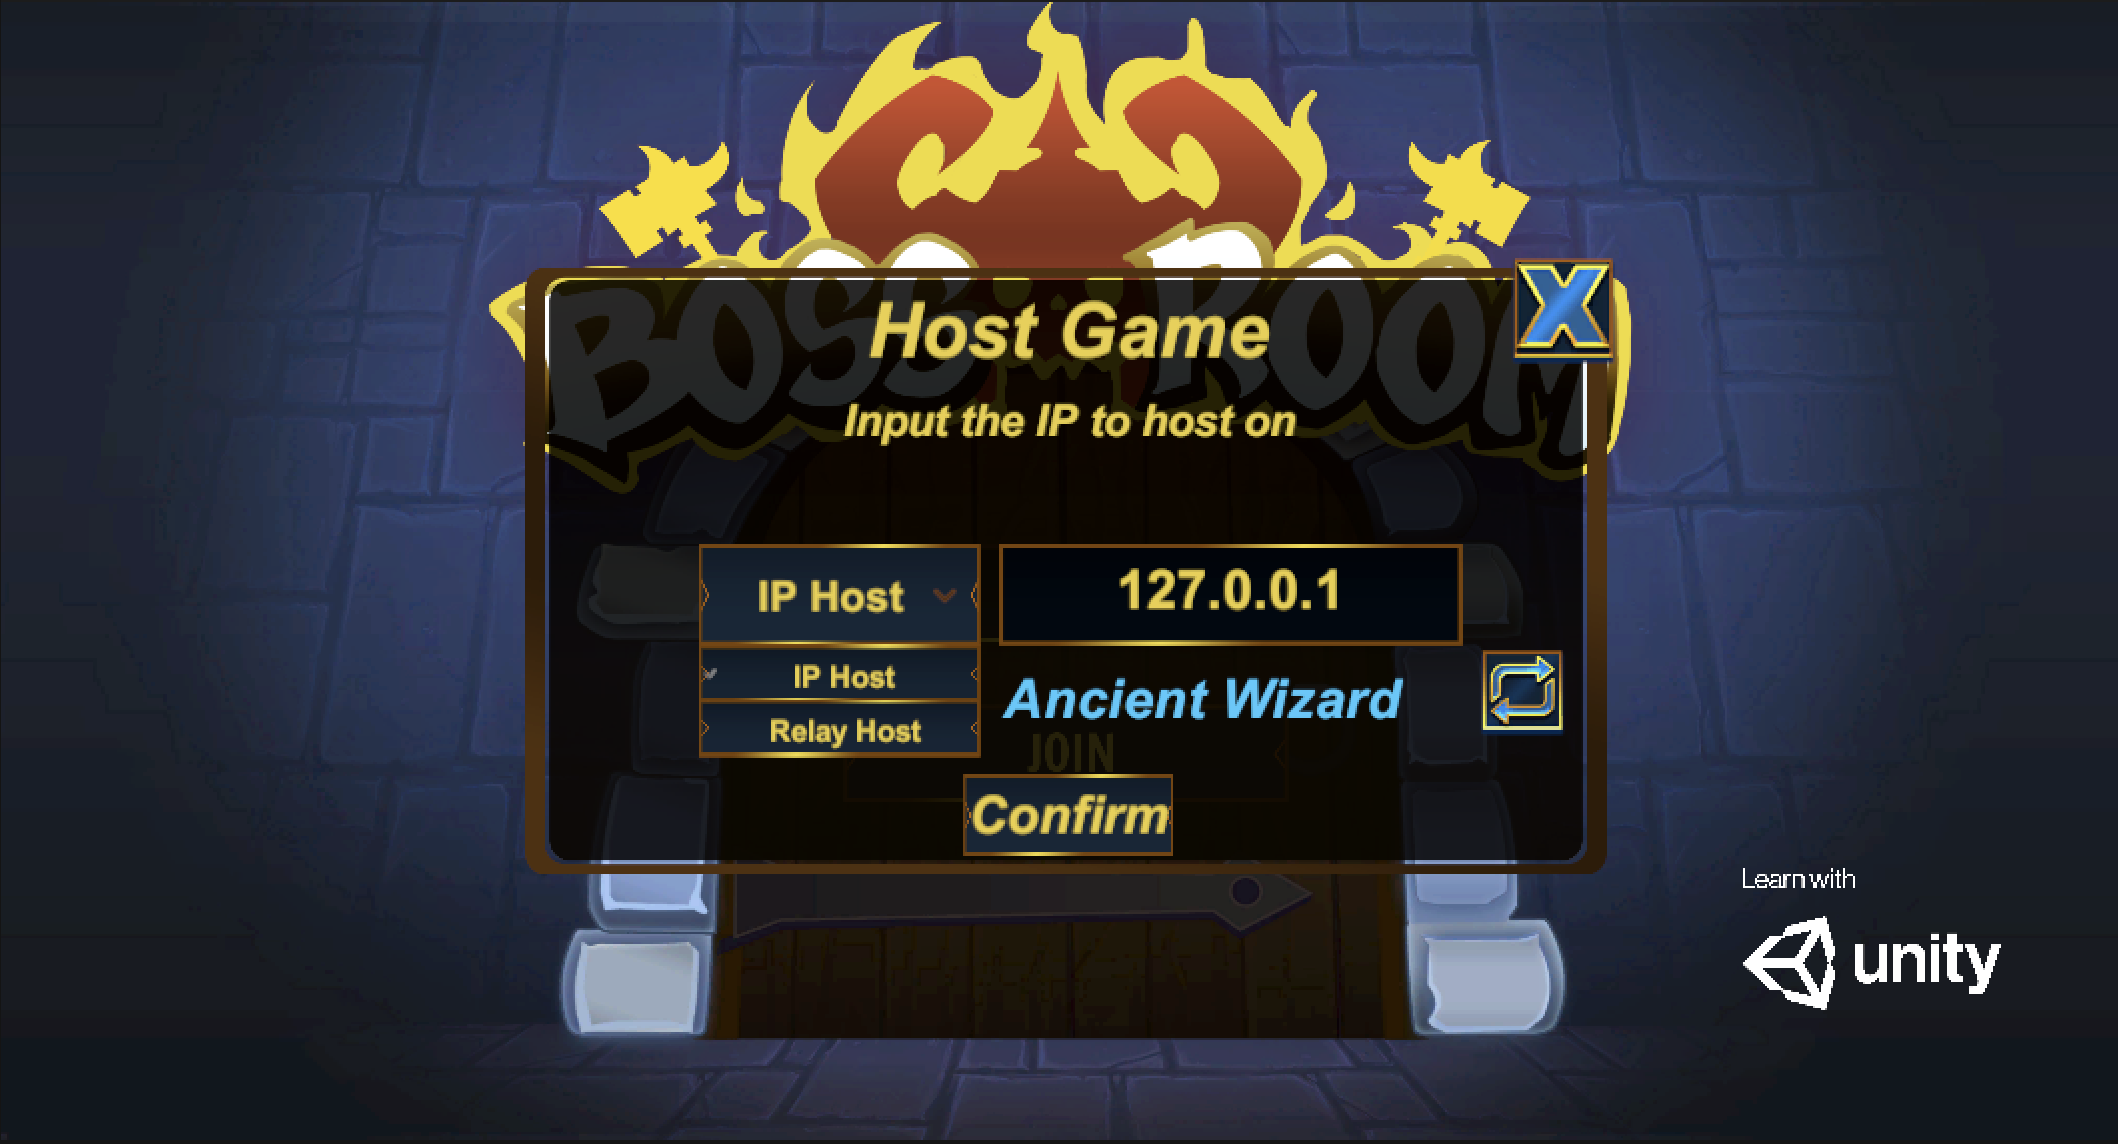 BOSS ROOM
X
Host Game
Input the IP to host on
IP Host
127.0.0.1
IP Host
Relay Host
Ancient Wizard
JOIN
Confirm
Learn with
unity